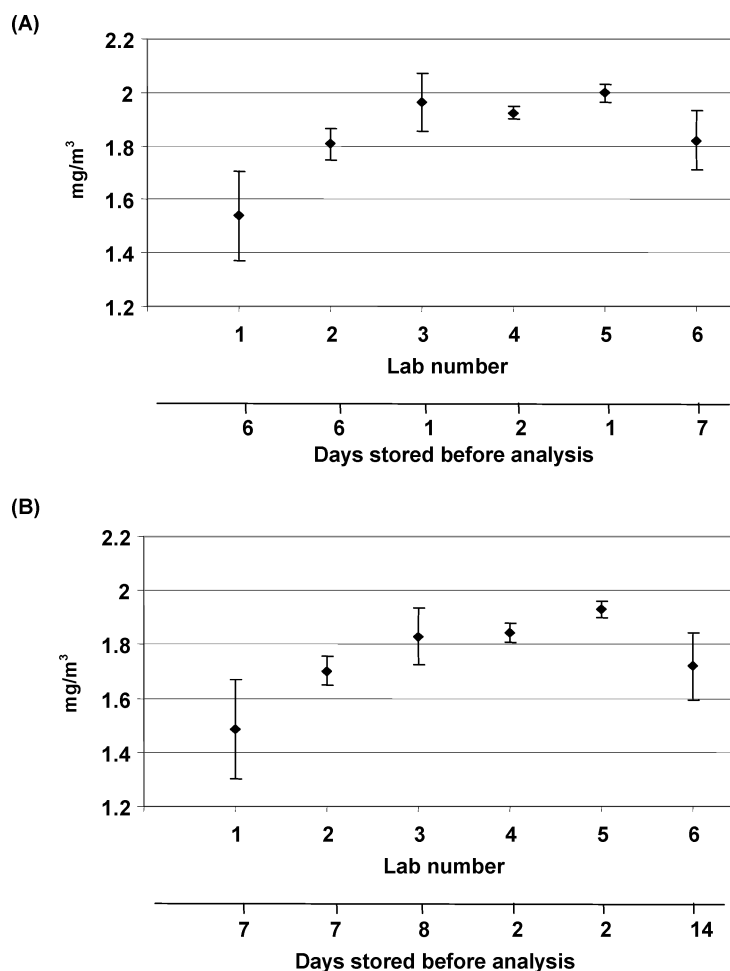 (A)
2.2
2
1.8
1.6
1.4
1.2
mg/m³
1 2 3 4 5 6
Lab number
6 6 1 2 1 7
Days stored before analysis
(B)
2.2
2
1.8
1.6
1.4
1.2
mg/m³
1 2 3 4 5 6
Lab number
7 7 8 2 2 14
Days stored before analysis